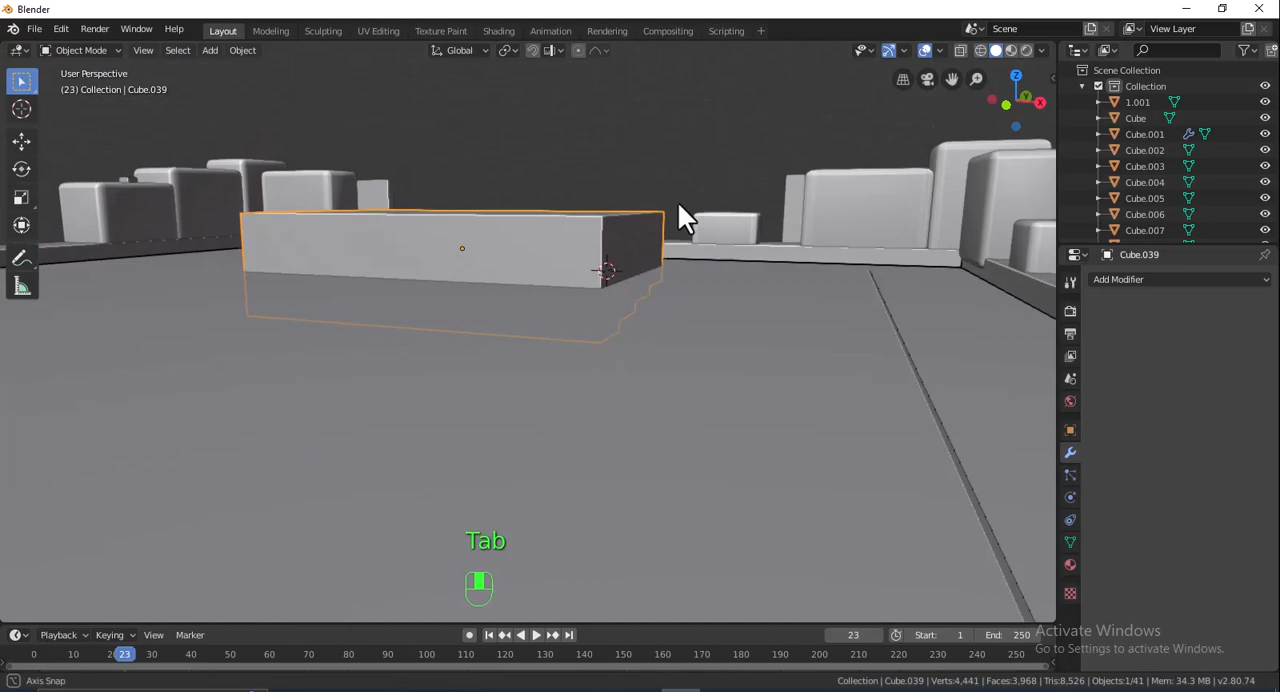 Blender
File Edit Render Window Help
Layout Modeling Sculpting UV Editing Texture Paint Shading Animation Rendering Compositing Scripting +
Scene
View Layer
Object Mode View Select Add Object
Global
User Perspective
(23) Collection | Cube.039
Z
Y
X
Scene Collection
Collection
1.001
Cube
Cube.001
Cube.002
Cube.003
Cube.004
Cube.005
Cube.006
Cube.007
Cube.039
Add Modifier
Tab
Playback Keying View Marker
23
Start: 1
End: 250
0 10 23 30 40 50 60 70 80 90 100 110 120 130 140 150 160 170 180 190 200 210 220 230 240 250
Activate Windows
Go to Settings to activate Windows.
Axis Snap
Collection | Cube.039 | Verts:4,441 | Faces:3,968 | Tris:8,526 | Objects:1/41 | Mem: 34.3 MB | v2.80.74